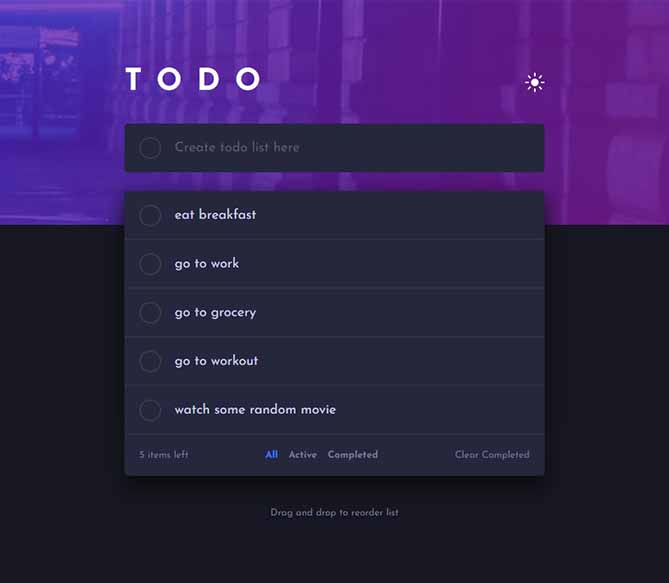 TODO
Create todo list here
eat breakfast
go to work
go to grocery
go to workout
watch some random movie
5 items left All Active Completed Clear Completed
Drag and drop to reorder list